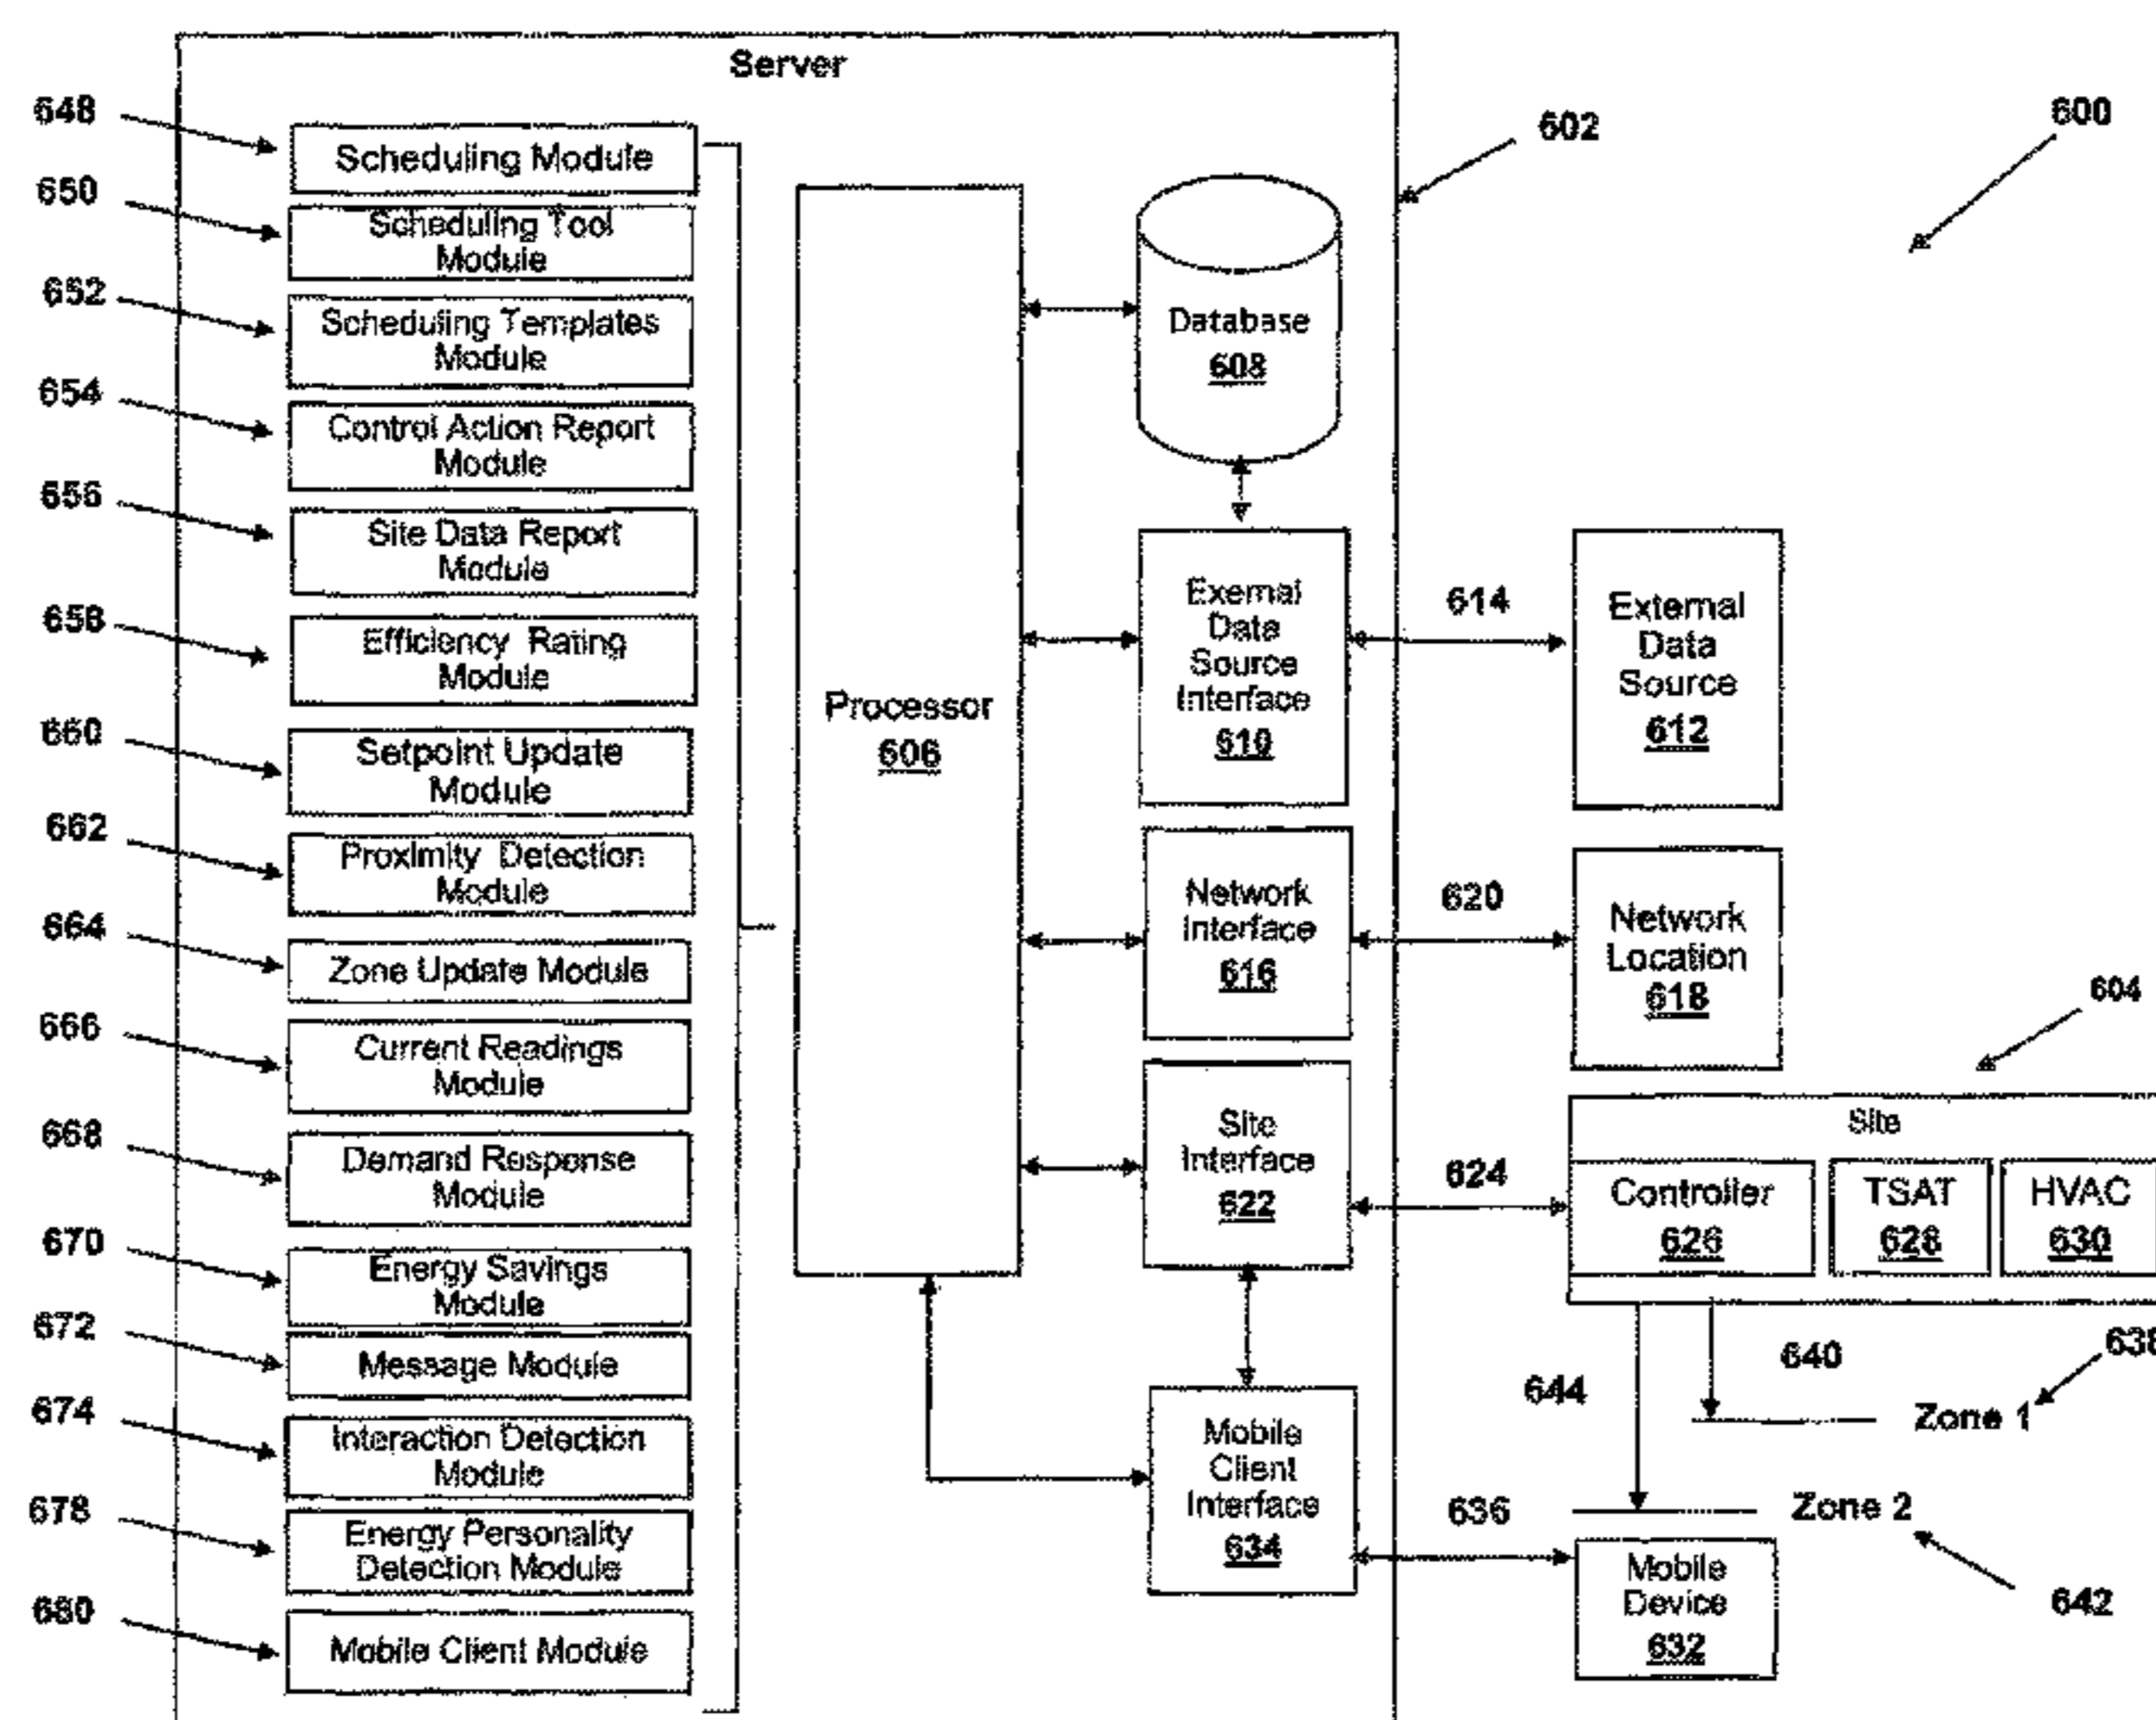 Server
648
Scheduling Module
650
Scheduling Tool
Module
652
Scheduling Templates
Module
654
Control Action Report
Module
656
Site Data Report
Module
658
Efficiency Rating
Module
660
Setpoint Update
Module
662
Proximity Detection
Module
664
Zone Update Module
666
Current Readings
Module
668
Demand Response
Module
670
Energy Savings
Module
672
Message Module
674
Interaction Detection
Module
678
Energy Personality
Detection Module
680
Mobile Client Module
Processor
606
Database
608
Exernal
Data
Source
Interface
610
Network
Interface
616
Site
Interface
622
Mobile
Client
Interface
634
602
600
614
External
Data
Source
612
620
Network
Location
618
604
Site
624
Controller
626
TSAT
628
HVAC
630
638
640
644
Zone 1
636
Zone 2
Mobile
Device
632
642